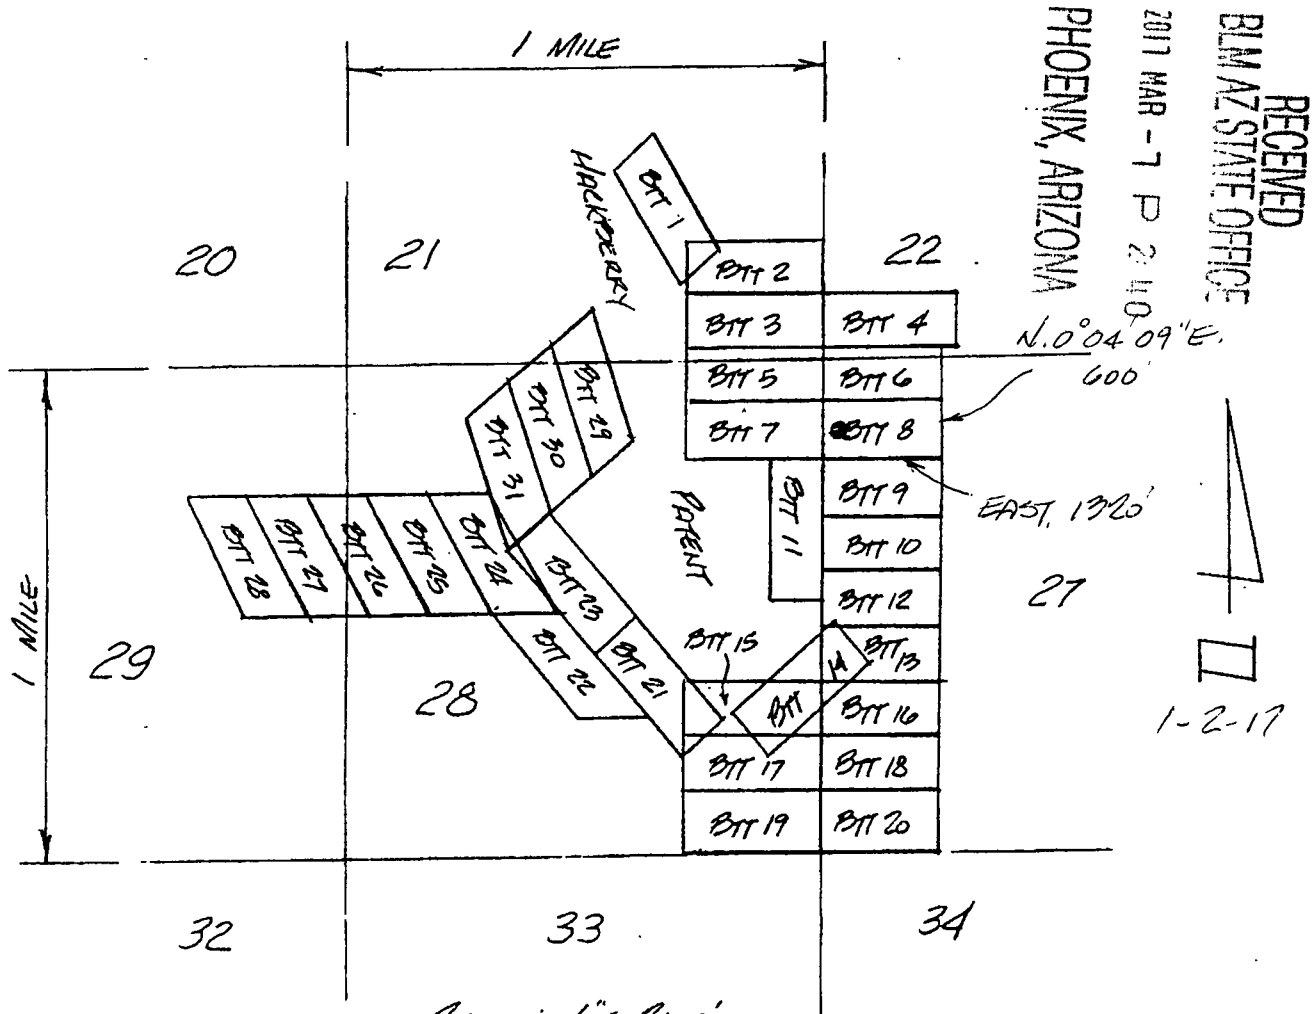 1 MILE
RECEIVED
BLM AZ STATE OFFICE
2017 MAR -7 P 2:40
PHOENIX, ARIZONA
HACKBERRY
BTT 1
20
21
22
BTT 2
BTT 3
BTT 4
N. 0° 04' 09" E.
600'
BTT 5
BTT 6
BTT 7
BTT 8
BTT 29
BTT 30
BTT 31
PATENT
BTT 11
BTT 9
EAST, 1320'
BTT 10
BTT 28
BTT 27
BTT 26
BTT 25
BTT 24
BTT 23
BTT 12
27
1 MILE
29
28
BTT 22
BTT 21
BTT 15
BTT 14
BTT 13
BTT 16
1-2-17
BTT 17
BTT 18
BTT 19
BTT 20
32
33
34